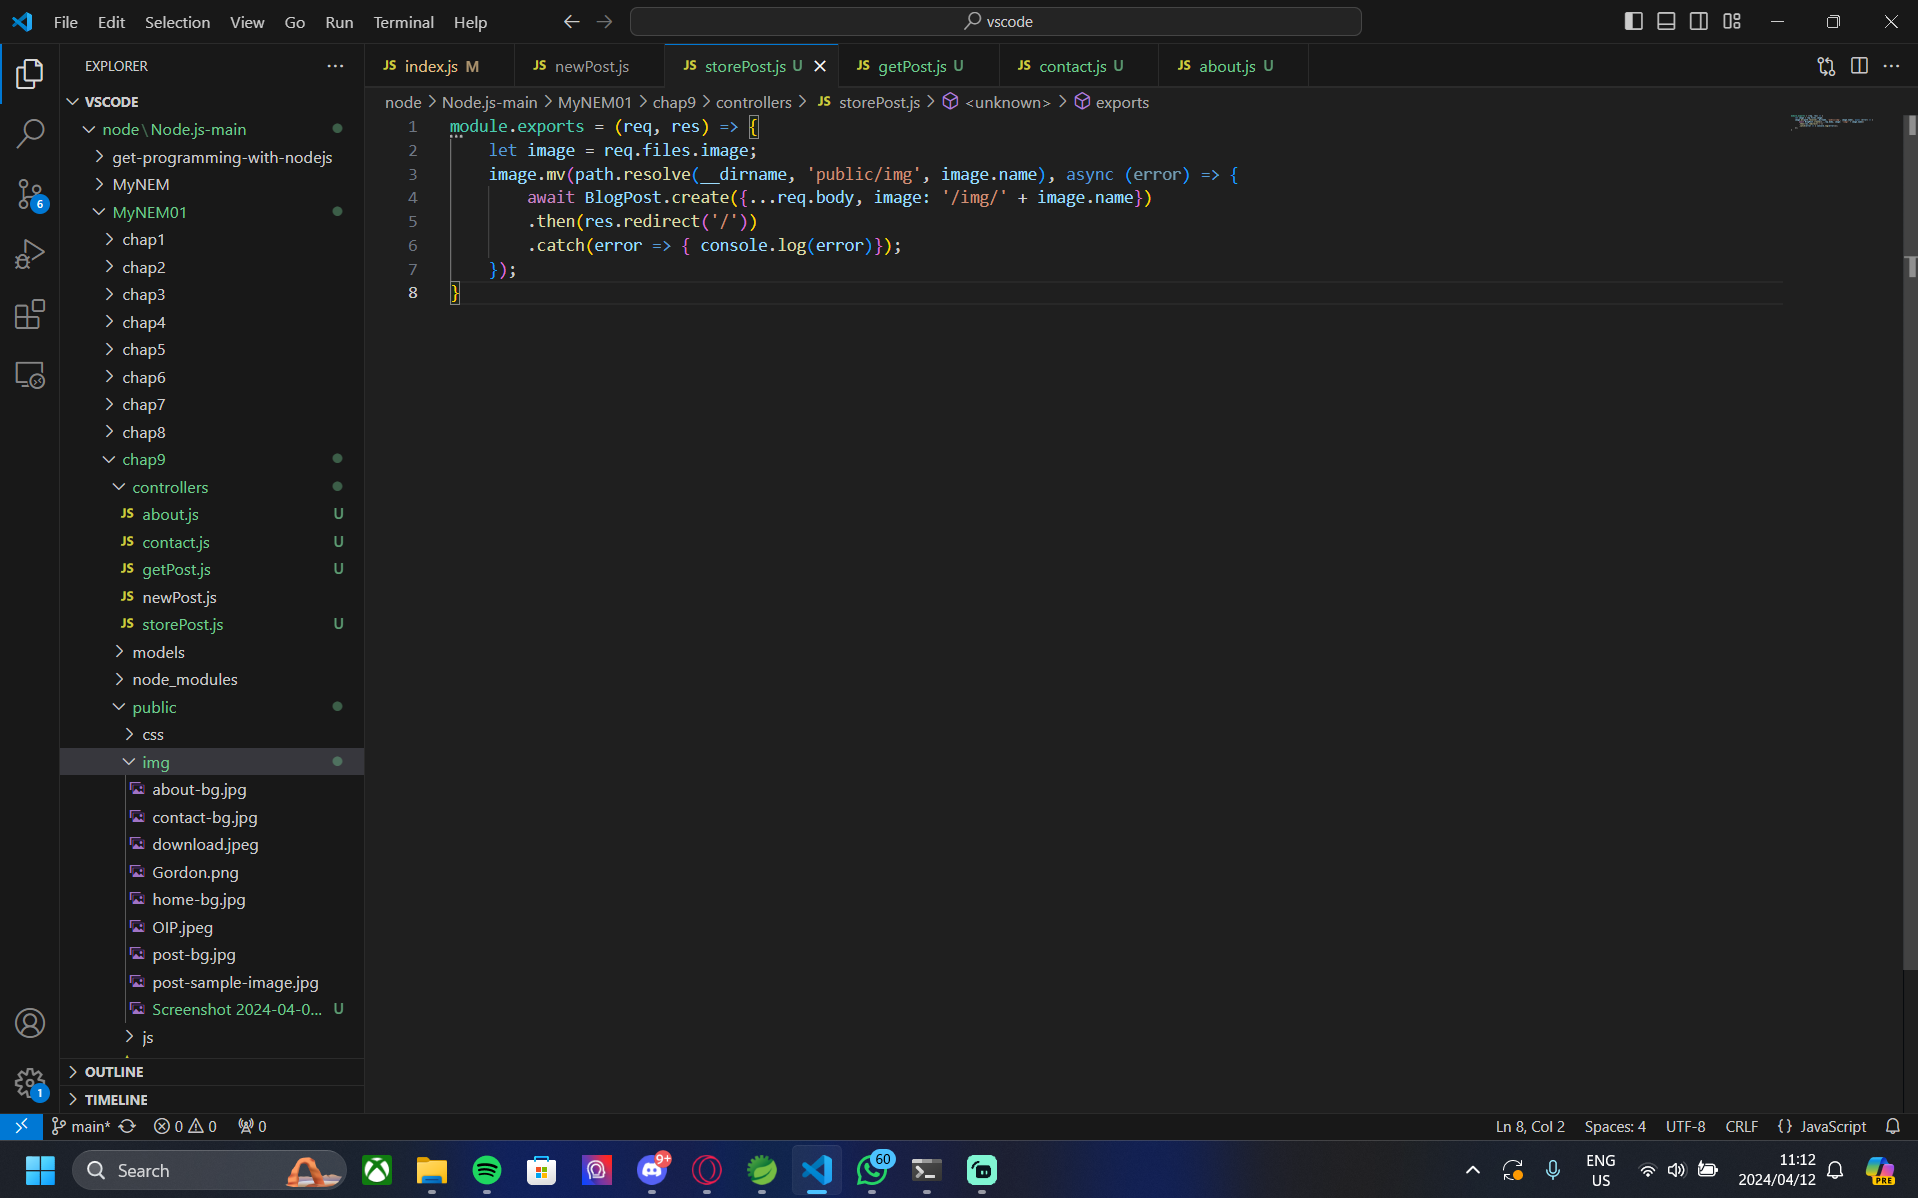 File Edit Selection View Go Run Terminal Help
vscode
EXPLORER
VSCODE
node\Node.js-main
get-programming-with-nodejs
MyNEM
MyNEM01
chap1
chap2
chap3
chap4
chap5
chap6
chap7
chap8
chap9
controllers
JS about.js U
JS contact.js U
JS getPost.js U
JS newPost.js
JS storePost.js U
models
node_modules
public
css
img
about-bg.jpg
contact-bg.jpg
download.jpeg
Gordon.png
home-bg.jpg
OIP.jpeg
post-bg.jpg
post-sample-image.jpg
Screenshot 2024-04-0... U
js
OUTLINE
TIMELINE
6
1
JS index.js M JS newPost.js JS storePost.js U JS getPost.js U JS contact.js U JS about.js U
node > Node.js-main > MyNEM01 > chap9 > controllers > JS storePost.js > <unknown> > exports
1 module.exports = (req, res) => {
2 let image = req.files.image;
3 image.mv(path.resolve(__dirname, 'public/img', image.name), async (error) => {
4 await BlogPost.create({...req.body, image: '/img/' + image.name})
5 .then(res.redirect('/'))
6 .catch(error => { console.log(error)});
7 });
8 }
main* 0 0 0
Ln 8, Col 2 Spaces: 4 UTF-8 CRLF {} JavaScript
Search
9+
60
ENG
US
11:12
2024/04/12
PRE